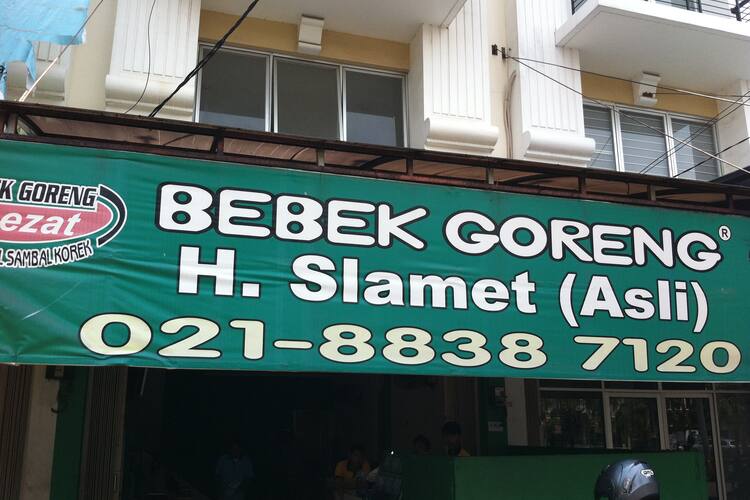 K GORENG
ezat
SAMBAL KOREK
BEBEK GORENG®
H. Slamet (Asli)
021-8838 7120